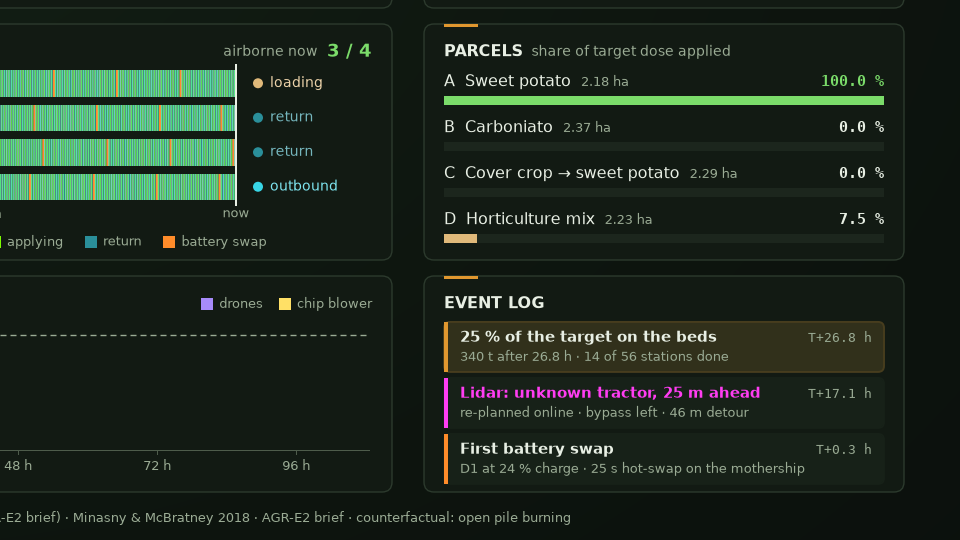 airborne now 3 / 4
loading
return
return
outbound
now
applying return battery swap
PARCELS share of target dose applied
A Sweet potato 2.18 ha 100.0 %
B Carboniato 2.37 ha 0.0 %
C Cover crop → sweet potato 2.29 ha 0.0 %
D Horticulture mix 2.23 ha 7.5 %
drones chip blower
48 h 72 h 96 h
EVENT LOG
25 % of the target on the beds T+26.8 h
340 t after 26.8 h · 14 of 56 stations done
Lidar: unknown tractor, 25 m ahead T+17.1 h
re-planned online · bypass left · 46 m detour
First battery swap T+0.3 h
D1 at 24 % charge · 25 s hot-swap on the mothership
-E2 brief) · Minasny & McBratney 2018 · AGR-E2 brief · counterfactual: open pile burning